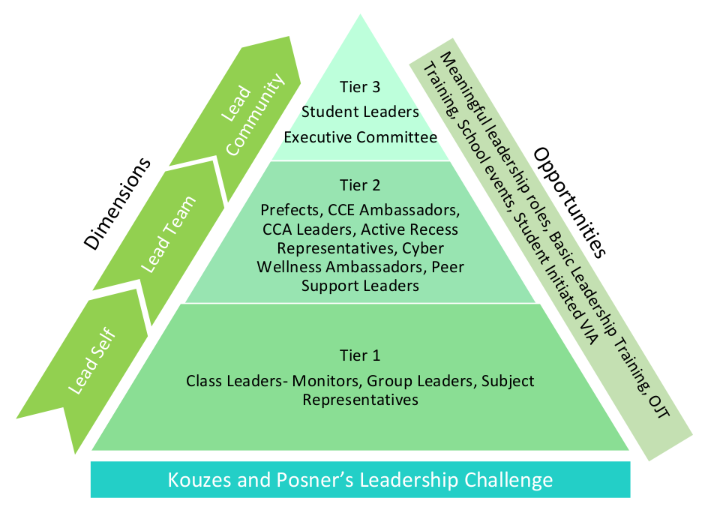 Dimensions
Lead Community
Lead Team
Lead Self
Tier 3
Student Leaders
Executive Committee
Tier 2
Prefects, CCE Ambassadors,
CCA Leaders, Active Recess
Representatives, Cyber
Wellness Ambassadors, Peer
Support Leaders
Tier 1
Class Leaders- Monitors, Group Leaders, Subject
Representatives
Opportunities
Meaningful leadership roles, Basic Leadership Training, OJT
Training, School events, Student Initiated VIA
Kouzes and Posner’s Leadership Challenge